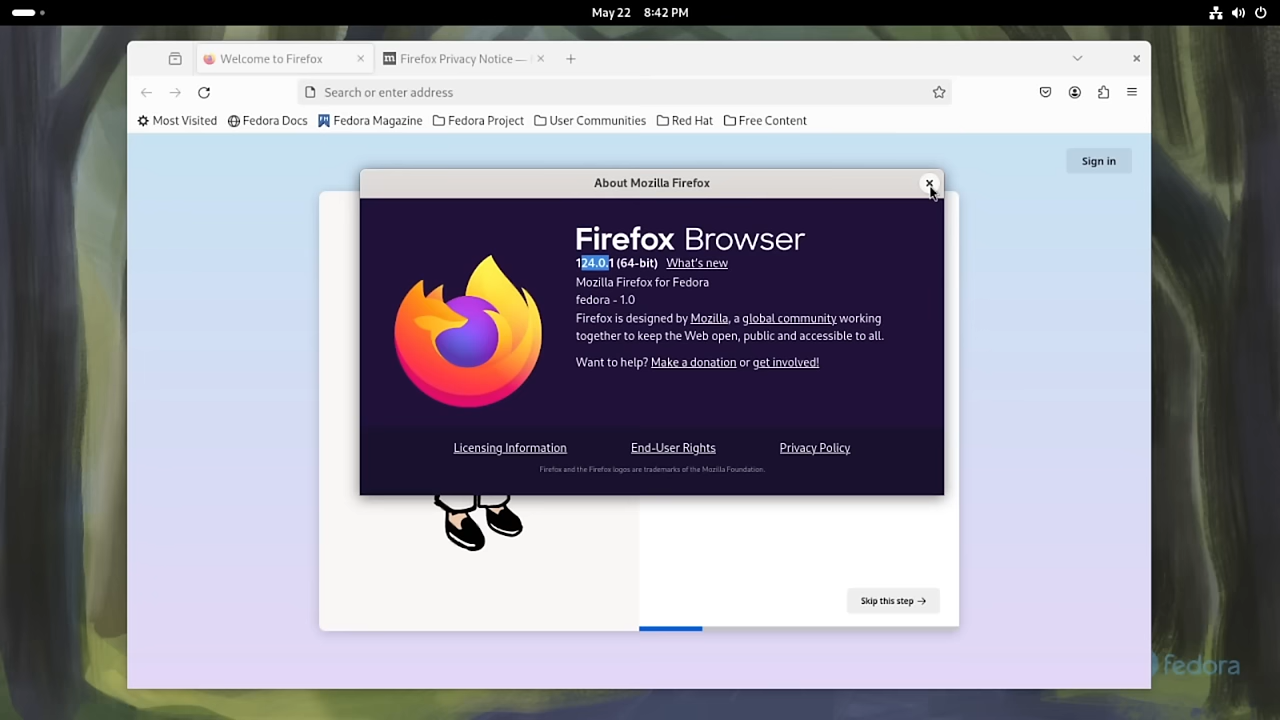 May 22 8:42 PM
Welcome to Firefox
m Firefox Privacy Notice —
Search or enter address
Most Visited Fedora Docs Fedora Magazine Fedora Project User Communities Red Hat Free Content
Sign in
About Mozilla Firefox
Firefox Browser
124.0.1 (64-bit) What's new
Mozilla Firefox for Fedora
fedora - 1.0
Firefox is designed by Mozilla, a global community working
together to keep the Web open, public and accessible to all.
Want to help? Make a donation or get involved!
Licensing Information End-User Rights Privacy Policy
Firefox and the Firefox logos are trademarks of the Mozilla Foundation.
Skip this step →
fedora